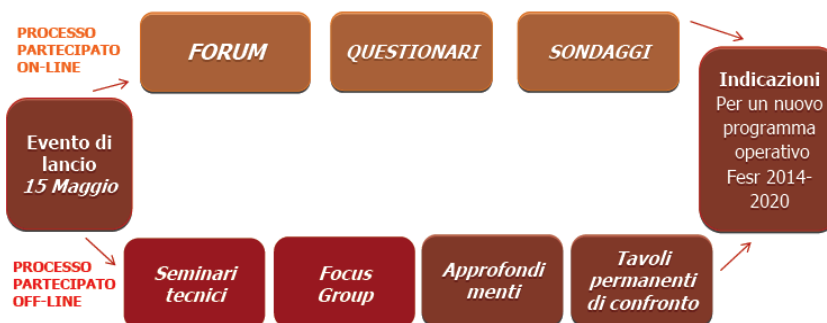 PROCESSO
PARTECIPATO
ON-LINE
FORUM
QUESTIONARI
SONDAGGI
Evento di
lancio
15 Maggio
Indicazioni
Per un nuovo
programma
operativo
Fesr 2014-
2020
PROCESSO
PARTECIPATO
OFF-LINE
Seminari
tecnici
Focus
Group
Approfondi
menti
Tavoli
permanenti
di confronto